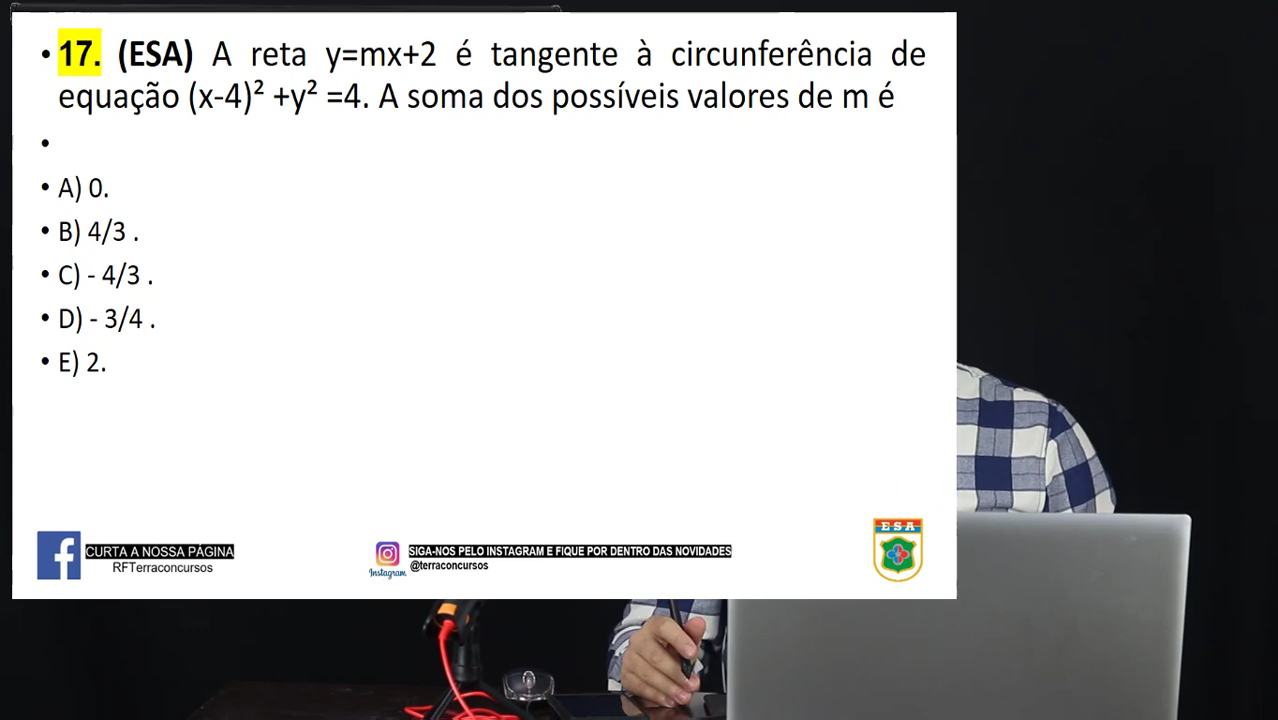 • 17. (ESA) A reta y=mx+2 é tangente à circunferência de
equação (x-4)² +y² =4. A soma dos possíveis valores de m é
•
• A) 0.
• B) 4/3 .
• C) - 4/3 .
• D) - 3/4 .
• E) 2.
CURTA A NOSSA PÁGINA
RFTerraconcursos
Instagram
SIGA-NOS PELO INSTAGRAM E FIQUE POR DENTRO DAS NOVIDADES
@terraconcursos
ESA